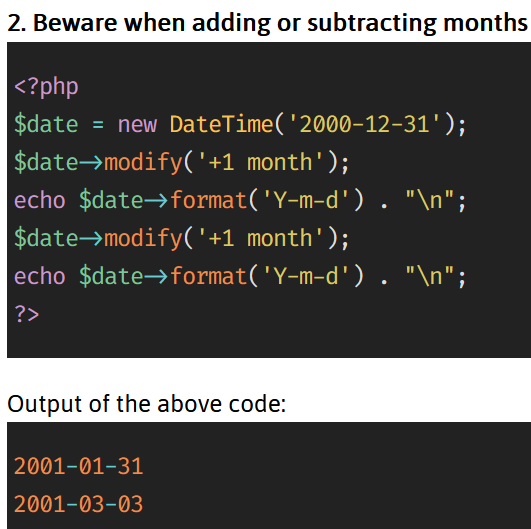 2. Beware when adding or subtracting months
<?php
$date = new DateTime('2000-12-31');
$date->modify('+1 month');
echo $date->format('Y-m-d') . "\n";
$date->modify('+1 month');
echo $date->format('Y-m-d') . "\n";
?>
Output of the above code:
2001-01-31
2001-03-03